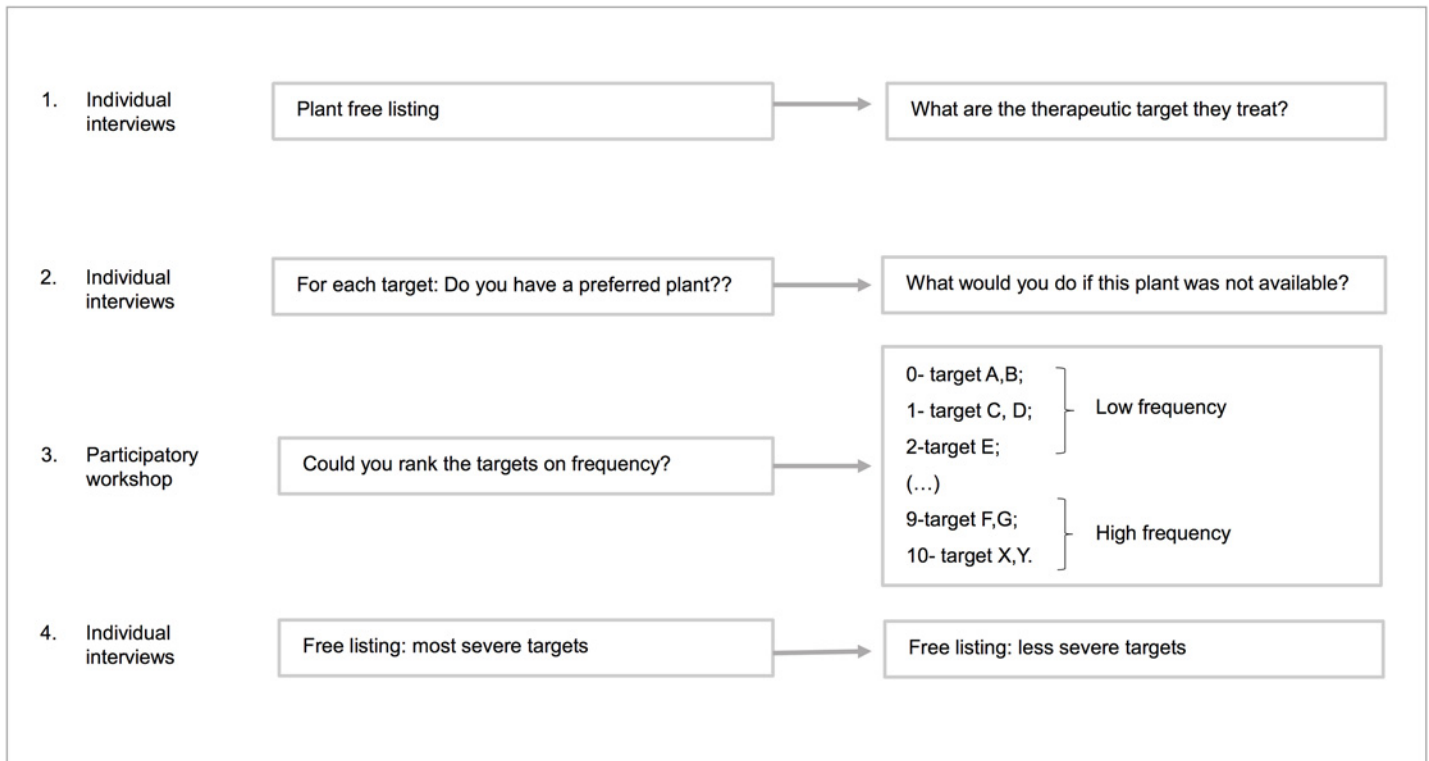 1. Individual interviews
Plant free listing
What are the therapeutic target they treat?
2. Individual interviews
For each target: Do you have a preferred plant??
What would you do if this plant was not available?
3. Participatory workshop
Could you rank the targets on frequency?
0- target A,B;
1- target C, D;
2-target E;
Low frequency
(...)
9-target F,G;
10- target X,Y.
High frequency
4. Individual interviews
Free listing: most severe targets
Free listing: less severe targets